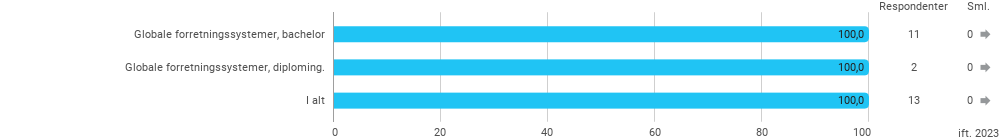 Respondenter Sml.
Globale forretningssystemer, bachelor 100,0 11 0
Globale forretningssystemer, diploming. 100,0 2 0
I alt 100,0 13 0
0 20 40 60 80 100 ift. 2023